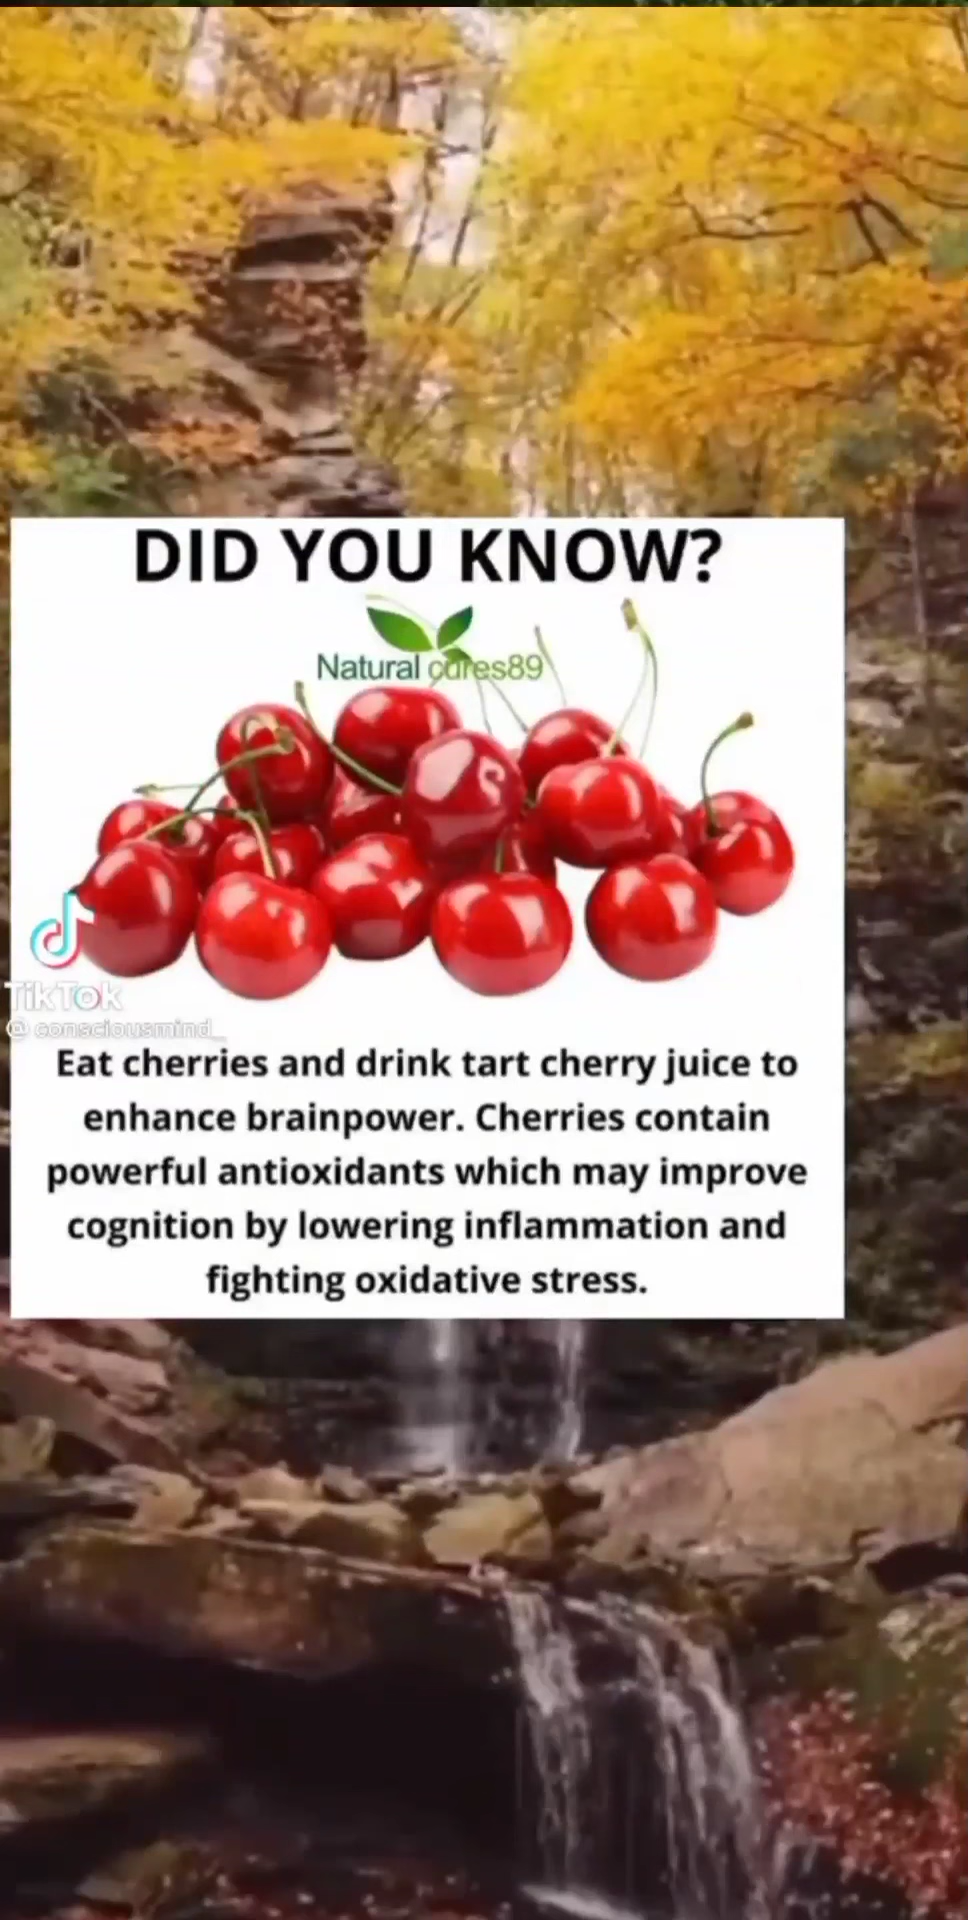 DID YOU KNOW?
Natural cures89
TikTok
@ consciousmind_
Eat cherries and drink tart cherry juice to
enhance brainpower. Cherries contain
powerful antioxidants which may improve
cognition by lowering inflammation and
fighting oxidative stress.